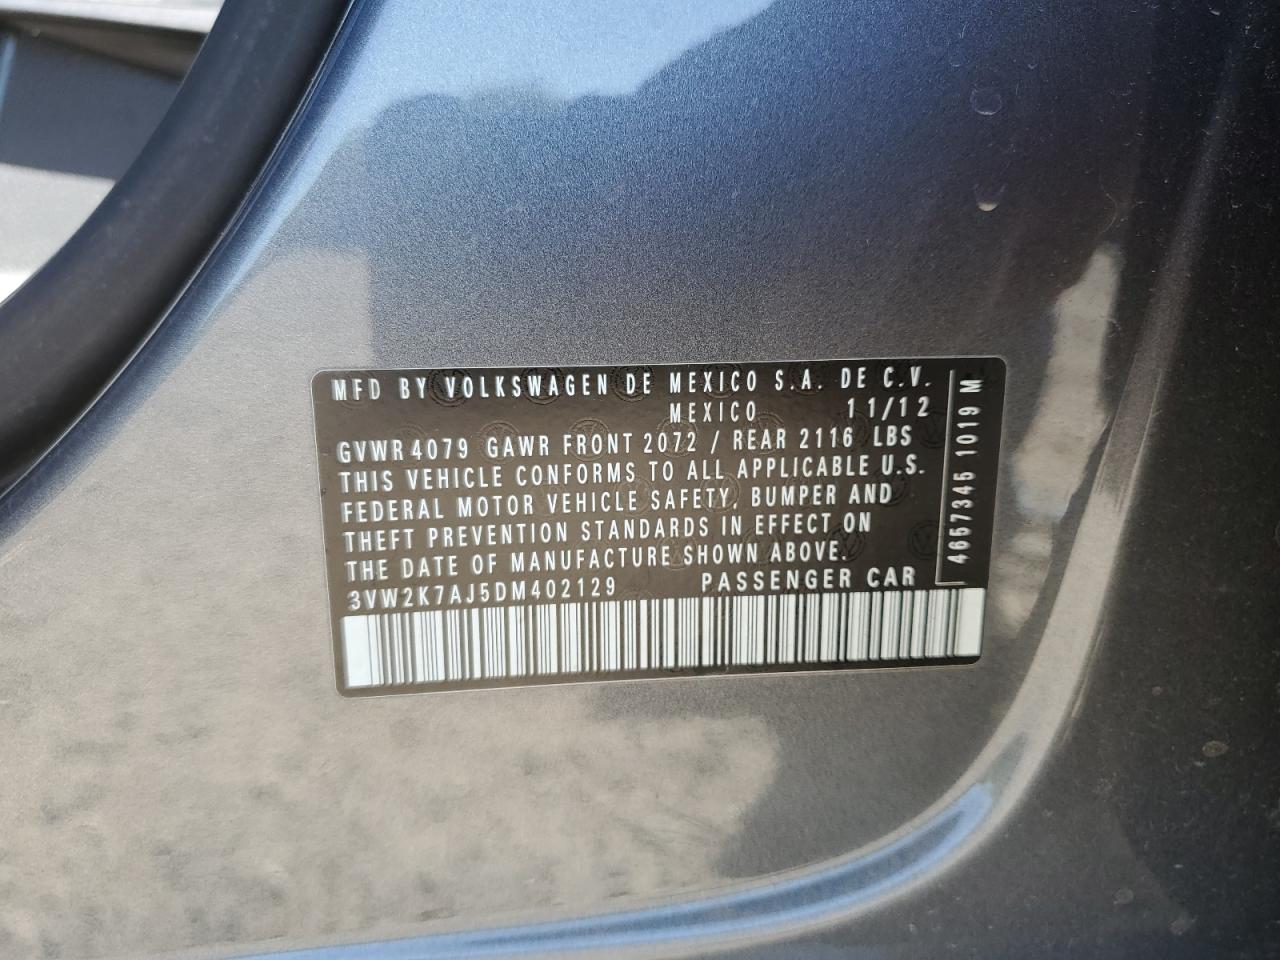 MFD BY VOLKSWAGEN DE MEXICO S.A. DE C.V.
MEXICO 11/12
GVWR 4079 GAWR FRONT 2072 / REAR 2116 LBS
THIS VEHICLE CONFORMS TO ALL APPLICABLE U.S.
FEDERAL MOTOR VEHICLE SAFETY, BUMPER AND
THEFT PREVENTION STANDARDS IN EFFECT ON
THE DATE OF MANUFACTURE SHOWN ABOVE.
3VW2K7AJ5DM402129 PASSENGER CAR
4657345 1019 M